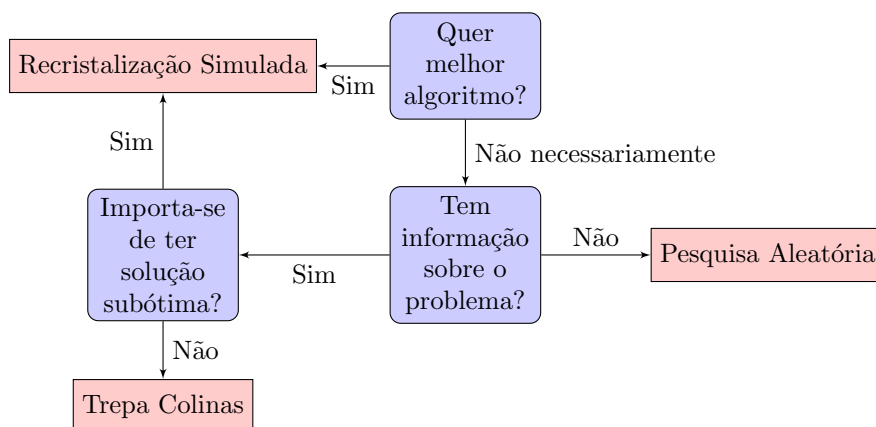 Quer
melhor
algoritmo?
Recristalização Simulada
Sim
Sim
Não necessariamente
Importa-se
de ter
solução
subótima?
Tem
informação
sobre o
problema?
Não
Pesquisa Aleatória
Sim
Não
Trepa Colinas